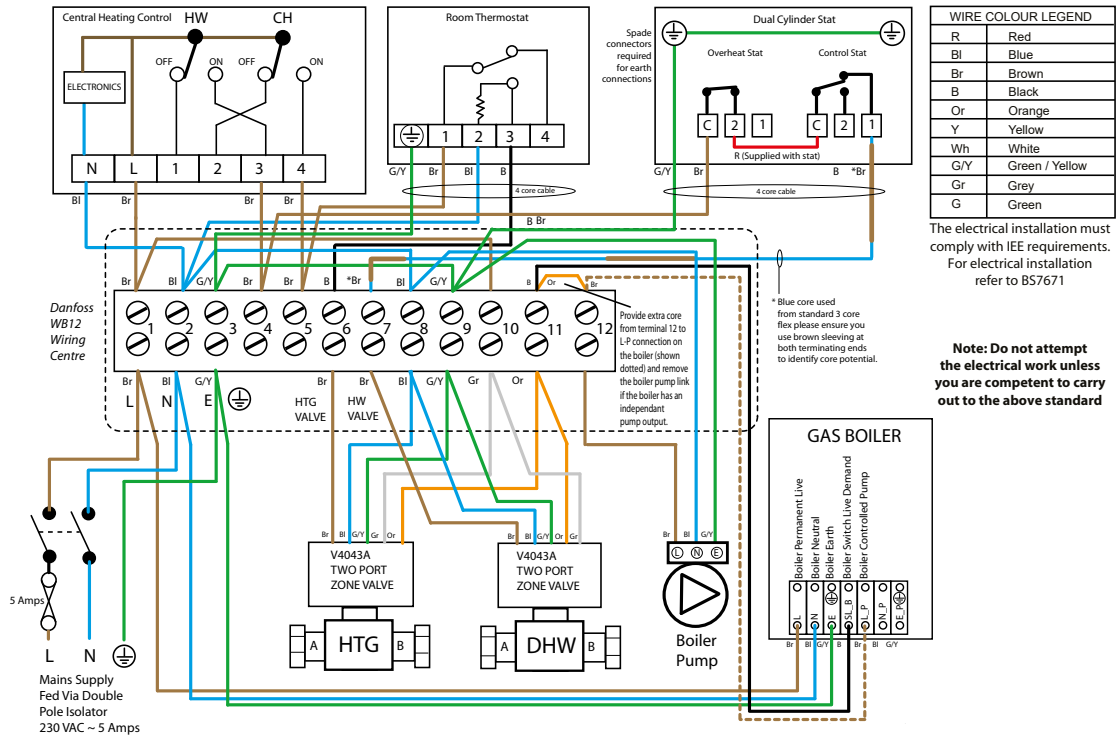 Central Heating Control
HW
CH
OFF
ON
OFF
ON
ELECTRONICS
N
L
1
2
3
4
Bl
Br
Br
Br
Room Thermostat
1
2
3
4
G/Y
Br
Bl
B
4 core cable
Dual Cylinder Stat
Spade
connectors
required
for earth
connections
Overheat Stat
Control Stat
C
2
1
C
2
1
R (Supplied with stat)
G/Y
Br
B
*Br
4 core cable
B Br
WIRE COLOUR LEGEND
R Red
Bl Blue
Br Brown
B Black
Or Orange
Y Yellow
Wh White
G/Y Green / Yellow
Gr Grey
G Green
The electrical installation must
comply with IEE requirements.
For electrical installation
refer to BS7671
Note: Do not attempt
the electrical work unless
you are competent to carry
out to the above standard
* Blue core used
from standard 3 core
flex please ensure you
use brown sleeving at
both terminating ends
to identify core potential.
Br
Bl
G/Y
Br
Br
B
*Br
Bl
G/Y
Br
B
Or
Br
Danfoss
WB12
Wiring
Centre
1
2
3
4
5
6
7
8
9
10
11
12
Provide extra core
from terminal 12 to
L-P connection on
the boiler (shown
dotted) and remove
the boiler pump link
if the boiler has an
independant
pump output.
Br
Bl
G/Y
Br
Br
Bl
G/Y
Gr
Or
L
N
E
HTG
VALVE
HW
VALVE
5 Amps
L
N
Mains Supply
Fed Via Double
Pole Isolator
230 VAC ~ 5 Amps
Br
Bl
G/Y
Gr
Or
V4043A
TWO PORT
ZONE VALVE
A
HTG
B
Br
Bl
G/Y
Or
Gr
V4043A
TWO PORT
ZONE VALVE
A
DHW
B
Br
Bl
G/Y
L
N
E
Boiler
Pump
GAS BOILER
Boiler Permanent Live
Boiler Neutral
Boiler Earth
Boiler Switch Live Demand
Boiler Controlled Pump
L
N
E
SL_B
L_P
N_P
E_P
Br
Bl
G/Y
B
Br
Bl
G/Y